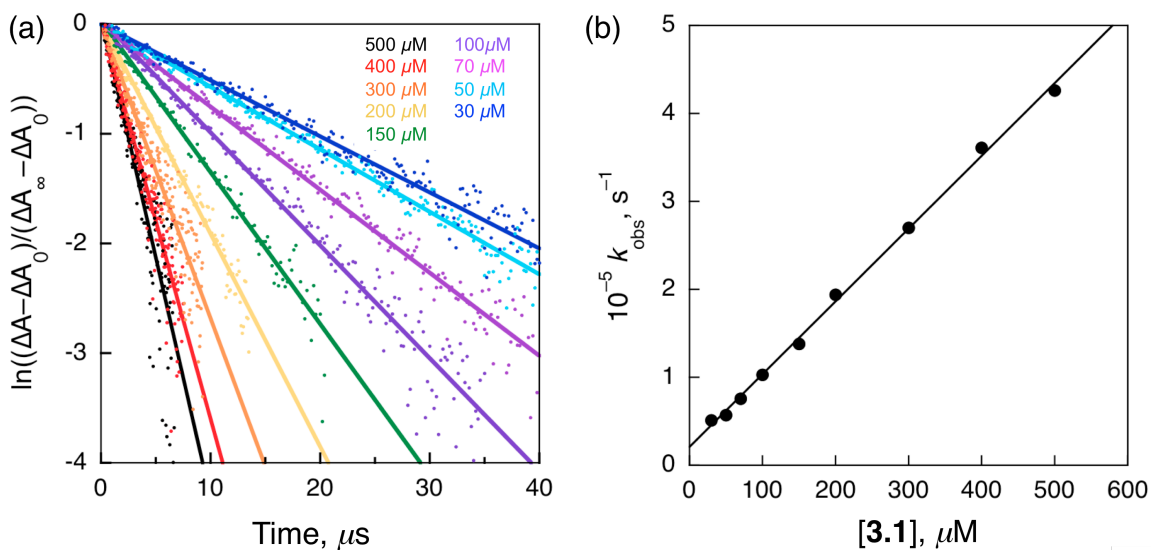 (a)
ln((ΔA−ΔA₀)/(ΔA∞−ΔA₀))
0
-1
-2
-3
-4
500 μM
400 μM
300 μM
200 μM
150 μM
100μM
70 μM
50 μM
30 μM
0 10 20 30 40
Time, μs
(b)
10⁻⁵ k_obs, s⁻¹
5
4
3
2
1
0
0 100 200 300 400 500 600
[3.1], μM